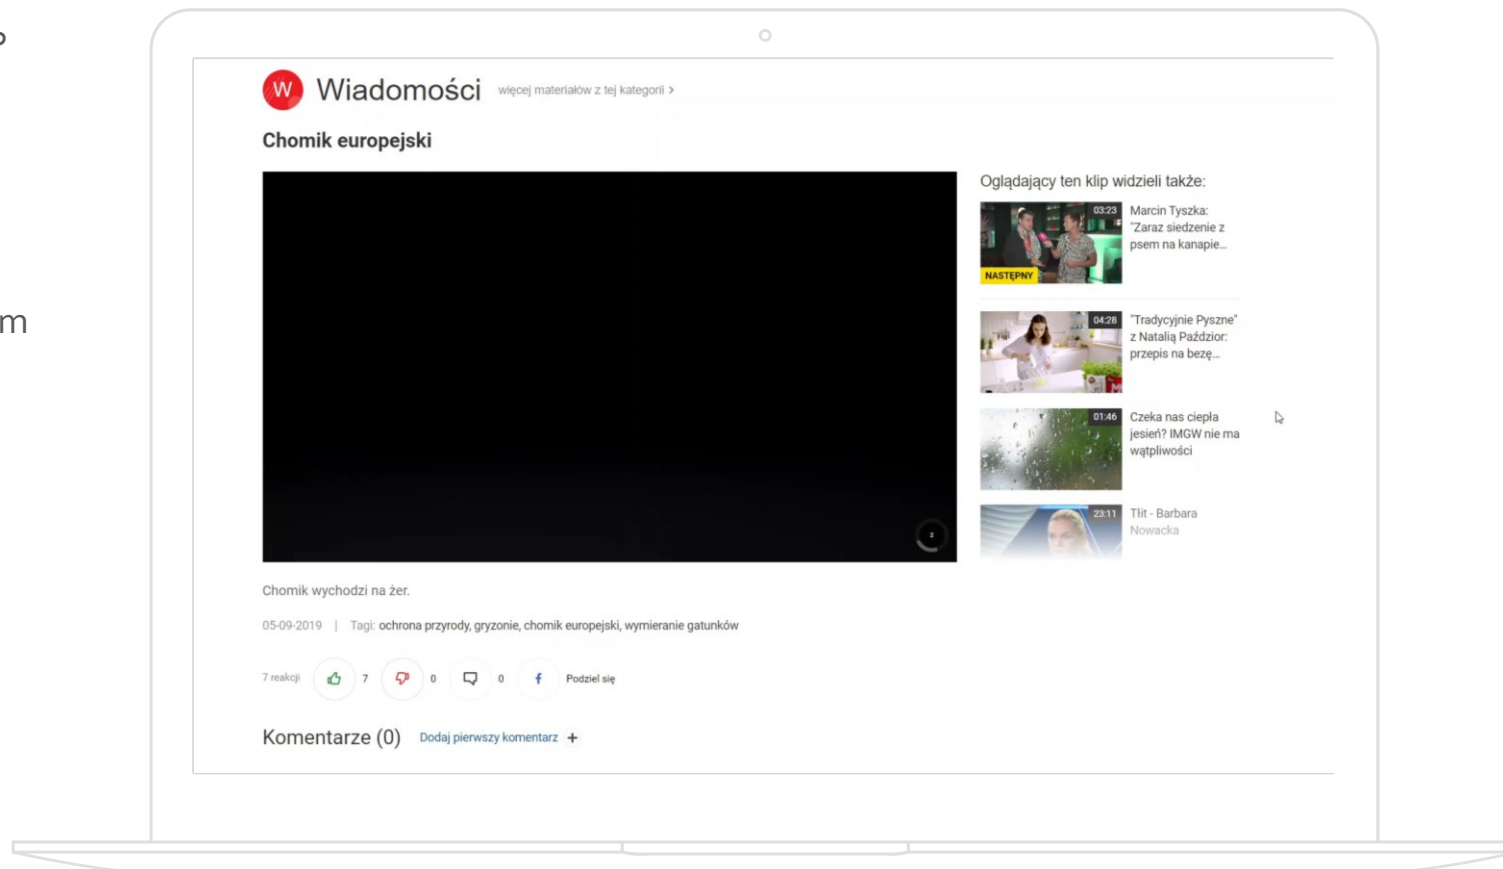 m
W
Wiadomości
więcej materiałów z tej kategorii >
Chomik europejski
2
Oglądający ten klip widzieli także:
03:23
NASTĘPNY
Marcin Tyszka:
"Zaraz siedzenie z
psem na kanapie...
04:28
"Tradycyjnie Pyszne"
z Natalią Paździor:
przepis na bezę...
01:46
Czeka nas ciepła
jesień? IMGW nie ma
wątpliwości
23:11
Tłit - Barbara
Nowacka
Chomik wychodzi na żer.
05-09-2019 | Tagi: ochrona przyrody, gryzonie, chomik europejski, wymieranie gatunków
7 reakcji 7 0 0 f Podziel się
Komentarze (0) Dodaj pierwszy komentarz +